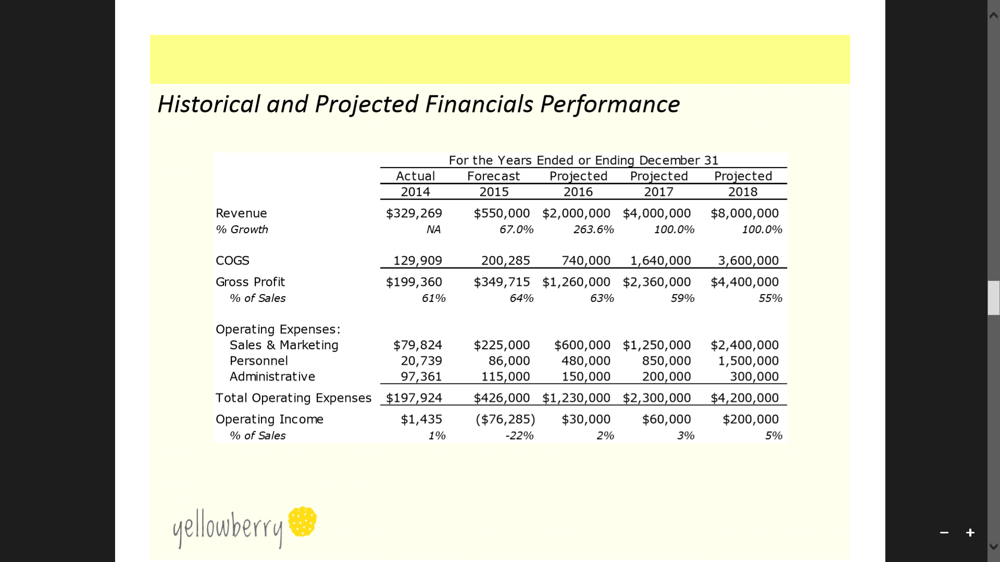 Historical and Projected Financials Performance
For the Years Ended or Ending December 31
Actual Forecast Projected Projected Projected
2014 2015 2016 2017 2018
Revenue $329,269 $550,000 $2,000,000 $4,000,000 $8,000,000
% Growth NA 67.0% 263.6% 100.0% 100.0%
COGS 129,909 200,285 740,000 1,640,000 3,600,000
Gross Profit $199,360 $349,715 $1,260,000 $2,360,000 $4,400,000
% of Sales 61% 64% 63% 59% 55%
Operating Expenses:
Sales & Marketing $79,824 $225,000 $600,000 $1,250,000 $2,400,000
Personnel 20,739 86,000 480,000 850,000 1,500,000
Administrative 97,361 115,000 150,000 200,000 300,000
Total Operating Expenses $197,924 $426,000 $1,230,000 $2,300,000 $4,200,000
Operating Income $1,435 ($76,285) $30,000 $60,000 $200,000
% of Sales 1% -22% 2% 3% 5%
yellowberry